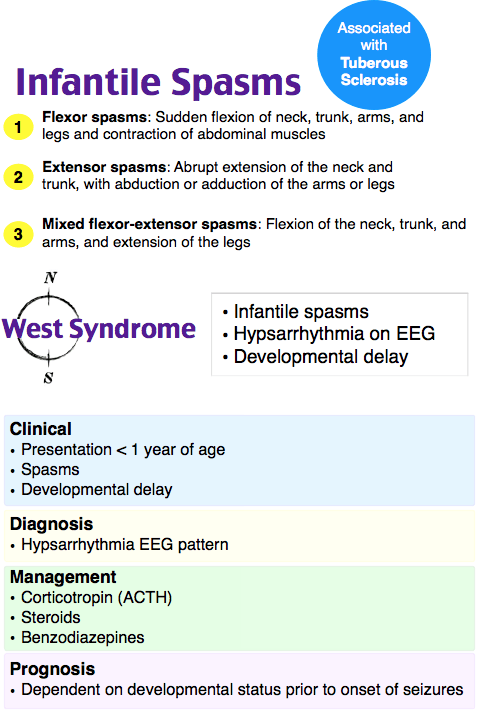 Associated
with
Tuberous
Sclerosis
Infantile Spasms
1 Flexor spasms: Sudden flexion of neck, trunk, arms, and
legs and contraction of abdominal muscles
2 Extensor spasms: Abrupt extension of the neck and
trunk, with abduction or adduction of the arms or legs
3 Mixed flexor-extensor spasms: Flexion of the neck, trunk, and
arms, and extension of the legs
N
West Syndrome
S
• Infantile spasms
• Hypsarrhythmia on EEG
• Developmental delay
Clinical
• Presentation < 1 year of age
• Spasms
• Developmental delay
Diagnosis
• Hypsarrhythmia EEG pattern
Management
• Corticotropin (ACTH)
• Steroids
• Benzodiazepines
Prognosis
• Dependent on developmental status prior to onset of seizures